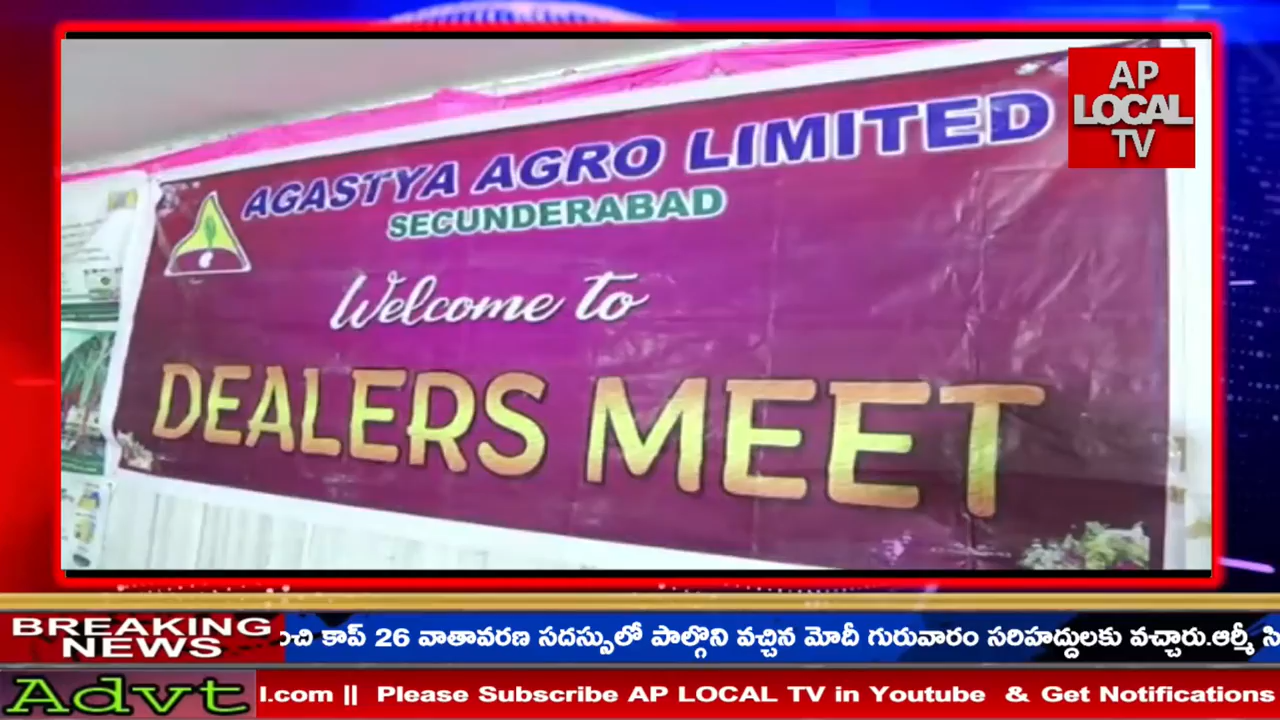 AP
LOCAL
TV
AGASTYA AGRO LIMITED
SECUNDERABAD
Welcome to
DEALERS MEET
BREAKING
NEWS
ంచి కాప్ 26 వాతావరణ సదస్సులో పాల్గొని వచ్చిన మోదీ గురువారం సరిహద్దులకు వచ్చారు.ఆర్మీ సి
Advt
l.com || Please Subscribe AP LOCAL TV in Youtube & Get Notifications